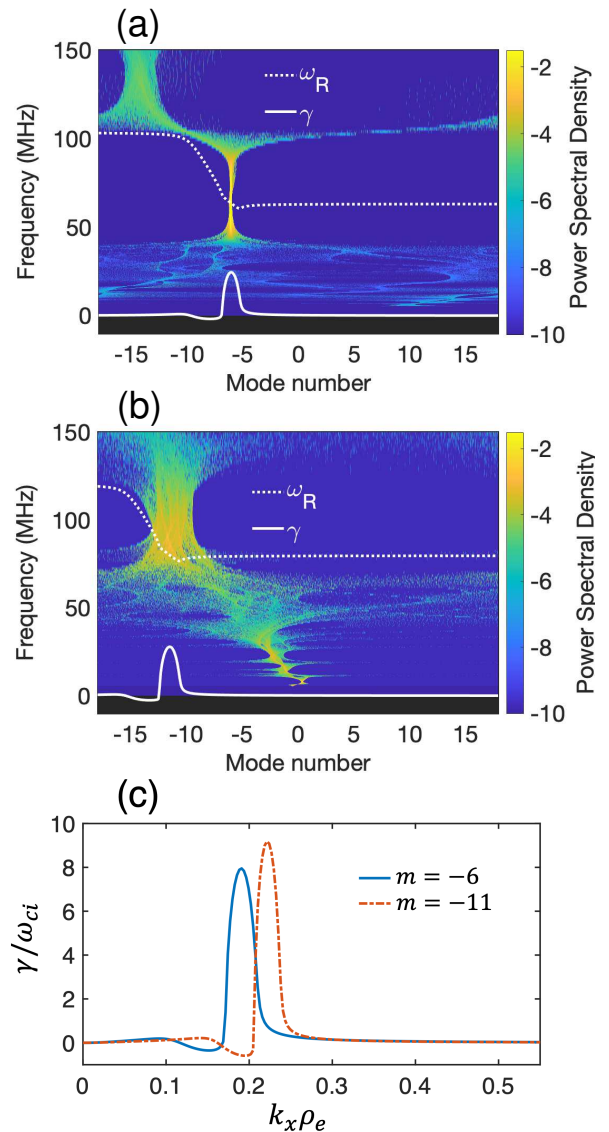 (a)
150
100
50
0
Frequency (MHz)
ω_R
γ
-15 -10 -5 0 5 10 15
Mode number
-2
-4
-6
-8
-10
Power Spectral Density
(b)
150
100
50
0
Frequency (MHz)
ω_R
γ
-15 -10 -5 0 5 10 15
Mode number
-2
-4
-6
-8
-10
Power Spectral Density
(c)
10
8
6
4
2
0
γ/ω_ci
m = −6
m = −11
0 0.1 0.2 0.3 0.4 0.5
k_xρ_e